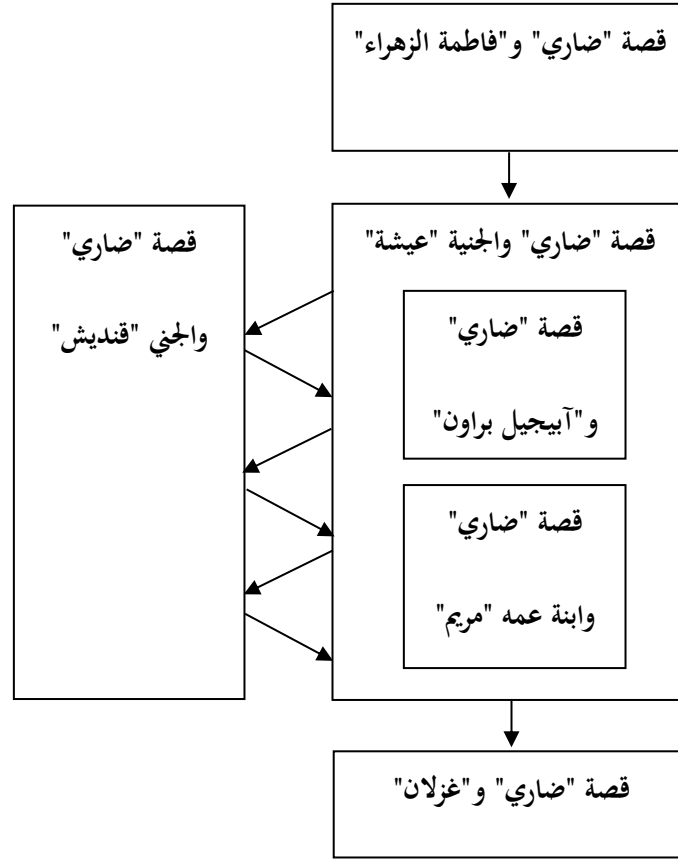 قصة "ضاري" و"فاطمة الزهراء"
قصة "ضاري" والجنية "عيشة"
قصة "ضاري"
و"آبيجيل براون"
قصة "ضاري"
وابنة عمه "مريم"
قصة "ضاري"
والجني "قنديش"
قصة "ضاري" و"غزلان"